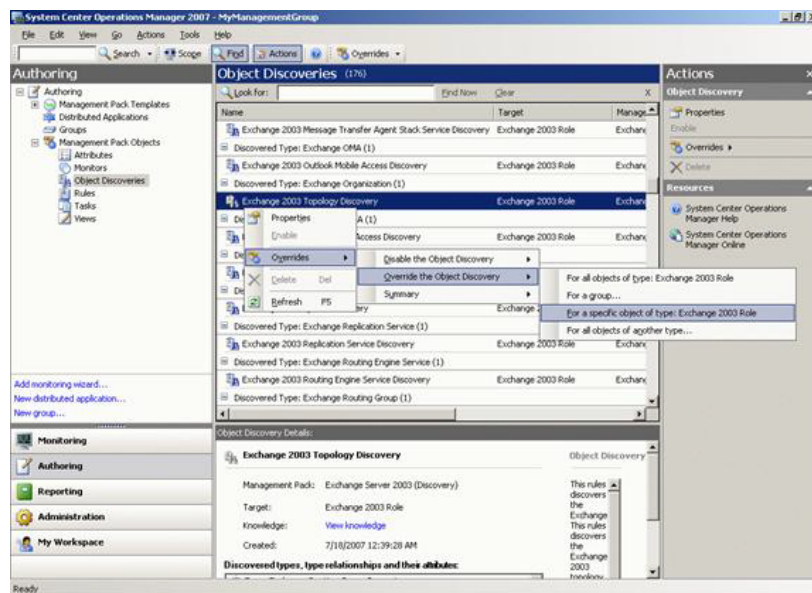 System Center Operations Manager 2007 - MyManagementGroup
File Edit View Go Actions Tools Help
Search Scope Find Actions Overrides
Authoring
Authoring
Management Pack Templates
Distributed Applications
Groups
Management Pack Objects
Attributes
Monitors
Object Discoveries
Rules
Tasks
Views
Add monitoring wizard...
New distributed application...
New group...
Monitoring
Authoring
Reporting
Administration
My Workspace
Object Discoveries (176)
Look for: Find Now Clear X
Name Target Manage
Exchange 2003 Message Transfer Agent Stack Service Discovery Exchange 2003 Role Exchan
Discovered Type: Exchange OMA (1)
Exchange 2003 Outlook Mobile Access Discovery Exchange 2003 Role Exchan
Discovered Type: Exchange Organization (1)
Exchange 2003 Topology Discovery Exchange 2003 Role Exchan
A (1)
Access Discovery Exchange 2003 Role Exchan
Properties
Enable
Overrides
Delete Del
Refresh F5
Disable the Object Discovery
Override the Object Discovery
Summary
For all objects of type: Exchange 2003 Role
For a group...
For a specific object of type: Exchange 2003 Role
For all objects of another type...
Exchange
Discovered Type: Exchange Replication Service (1)
Exchange 2003 Replication Service Discovery Exchange 2003 Role Exchan
Discovered Type: Exchange Routing Engine Service (1)
Exchange 2003 Routing Engine Service Discovery Exchange 2003 Role Exchan
Discovered Type: Exchange Routing Group (1)
Object Discovery Details:
Exchange 2003 Topology Discovery Object Discovery
Management Pack: Exchange Server 2003 (Discovery)
Target: Exchange 2003 Role
Knowledge: View knowledge
Created: 7/18/2007 12:39:28 AM
Discovered types, type relationships and their attributes:
This rules
discovers
the
Exchange
This rules
discovers
the
Exchange
2003
topology
Actions X
Object Discovery
Properties
Enable
Overrides
Delete
Resources
System Center Operations
Manager Help
System Center Operations
Manager Online
Ready